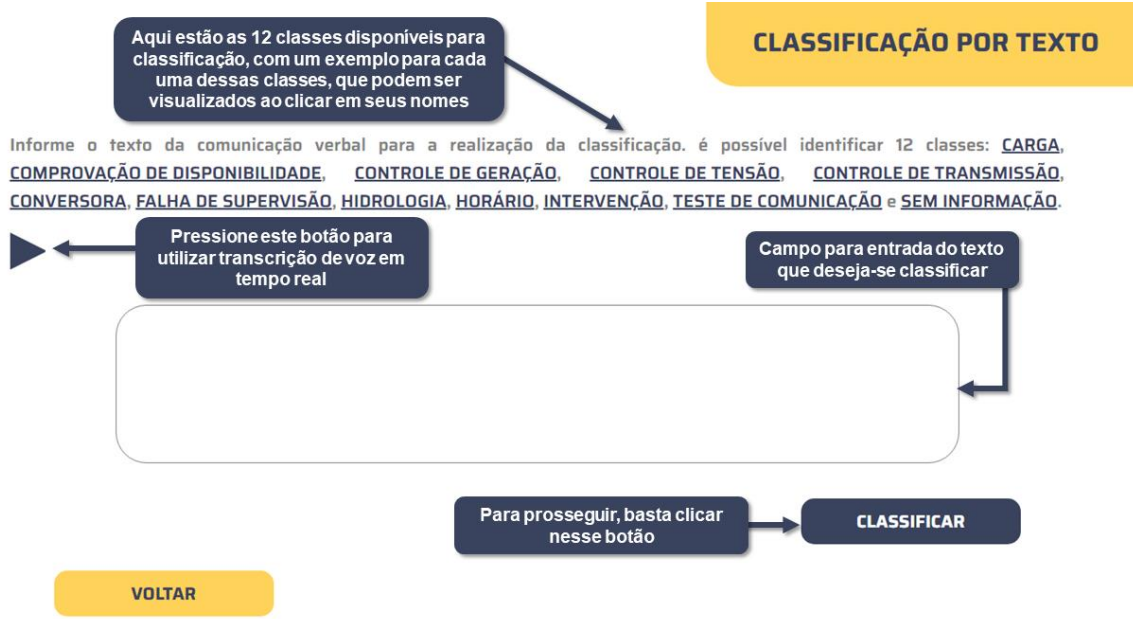 Aqui estão as 12 classes disponíveis para
classificação, com um exemplo para cada
uma dessas classes, que podem ser
visualizados ao clicar em seus nomes
CLASSIFICAÇÃO POR TEXTO
Informe o texto da comunicação verbal para a realização da classificação. é possível identificar 12 classes: CARGA,
COMPROVAÇÃO DE DISPONIBILIDADE, CONTROLE DE GERAÇÃO, CONTROLE DE TENSÃO, CONTROLE DE TRANSMISSÃO,
CONVERSORA, FALHA DE SUPERVISÃO, HIDROLOGIA, HORÁRIO, INTERVENÇÃO, TESTE DE COMUNICAÇÃO e SEM INFORMAÇÃO.
Pressione este botão para
utilizar transcrição de voz em
tempo real
Campo para entrada do texto
que deseja-se classificar
Para prosseguir, basta clicar
nesse botão
CLASSIFICAR
VOLTAR